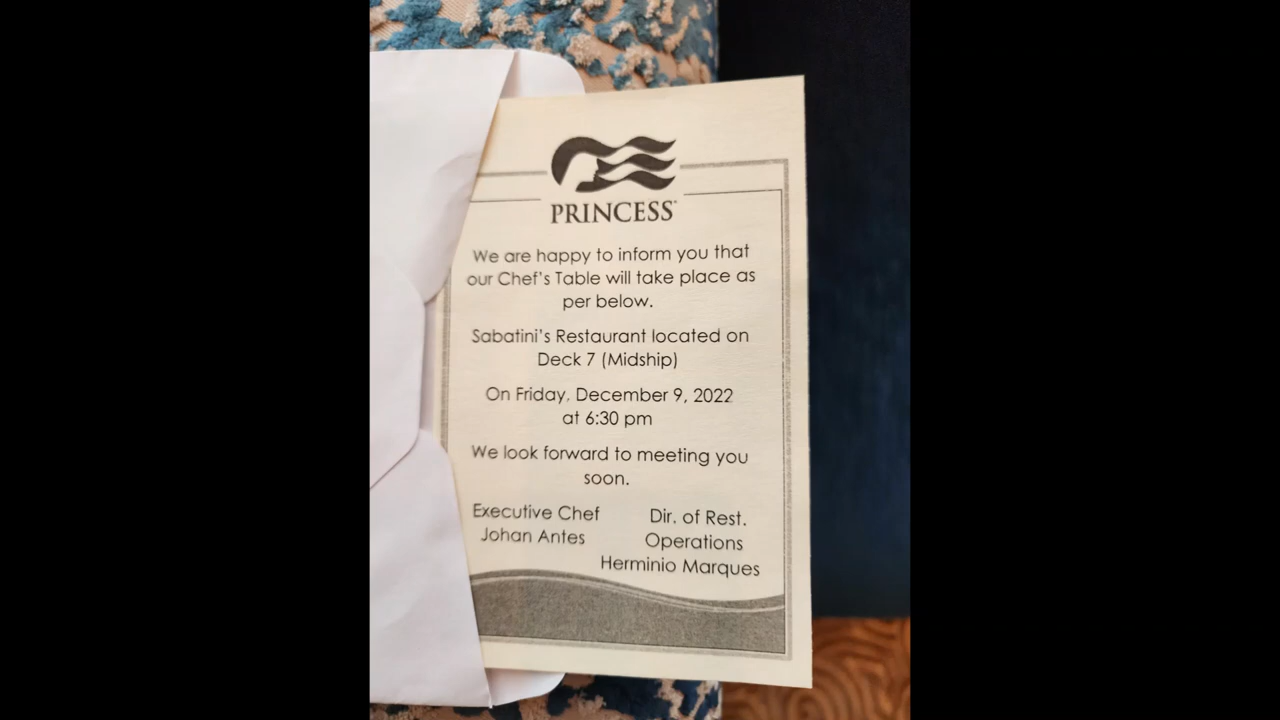 PRINCESS
We are happy to inform you that
our Chef's Table will take place as
per below.
Sabatini's Restaurant located on
Deck 7 (Midship)
On Friday, December 9, 2022
at 6:30 pm
We look forward to meeting you
soon.
Executive Chef
Johan Antes
Dir. of Rest.
Operations
Herminio Marques